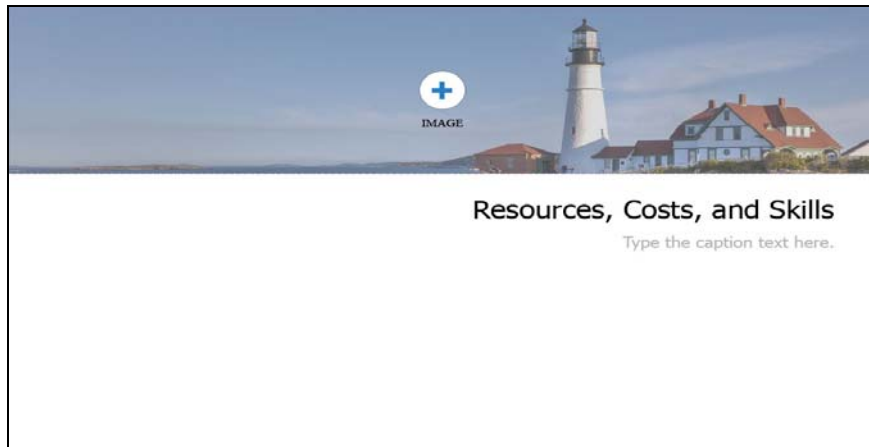 IMAGE
Resources, Costs, and Skills
Type the caption text here.